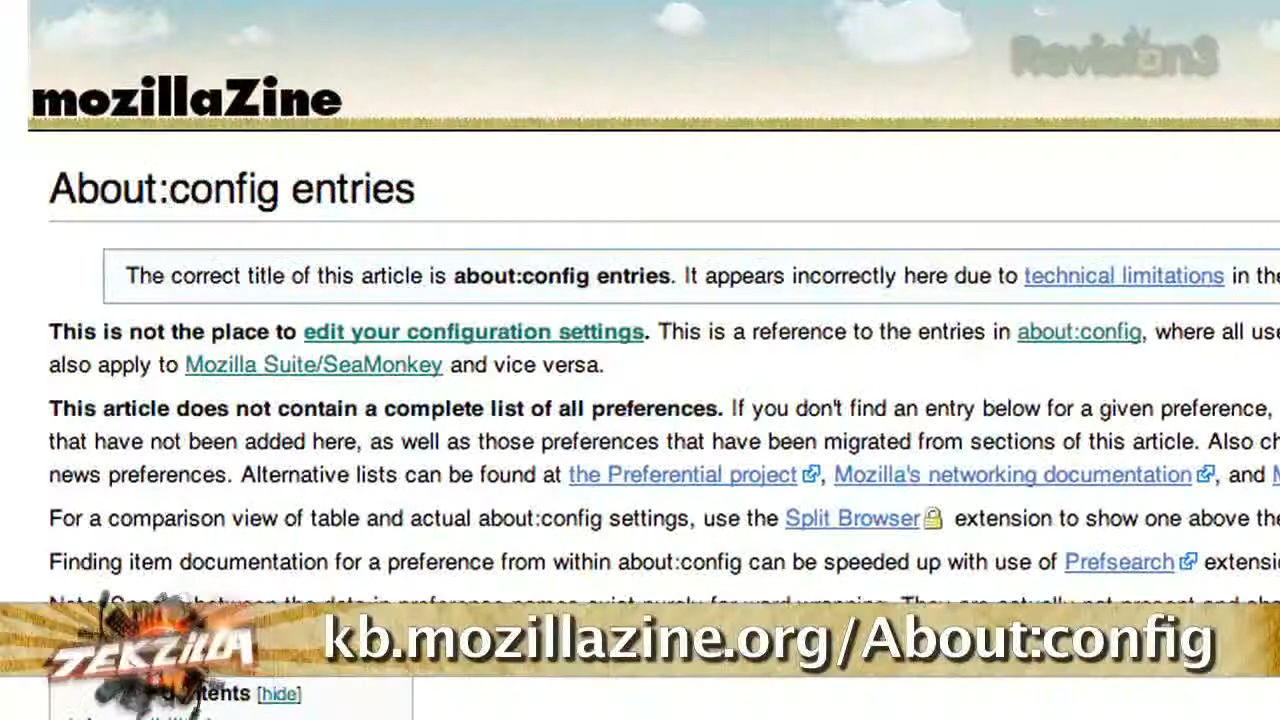 Revision3
mozillaZine
About:config entries
The correct title of this article is about:config entries. It appears incorrectly here due to technical limitations in the
This is not the place to edit your configuration settings. This is a reference to the entries in about:config, where all use
also apply to Mozilla Suite/SeaMonkey and vice versa.
This article does not contain a complete list of all preferences. If you don't find an entry below for a given preference,
that have not been added here, as well as those preferences that have been migrated from sections of this article. Also ch
news preferences. Alternative lists can be found at the Preferential project, Mozilla's networking documentation, and M
For a comparison view of table and actual about:config settings, use the Split Browser extension to show one above the
Finding item documentation for a preference from within about:config can be speeded up with use of Prefsearch extensi
TEKZILLA
kb.mozillazine.org/About:config
tents [hide]